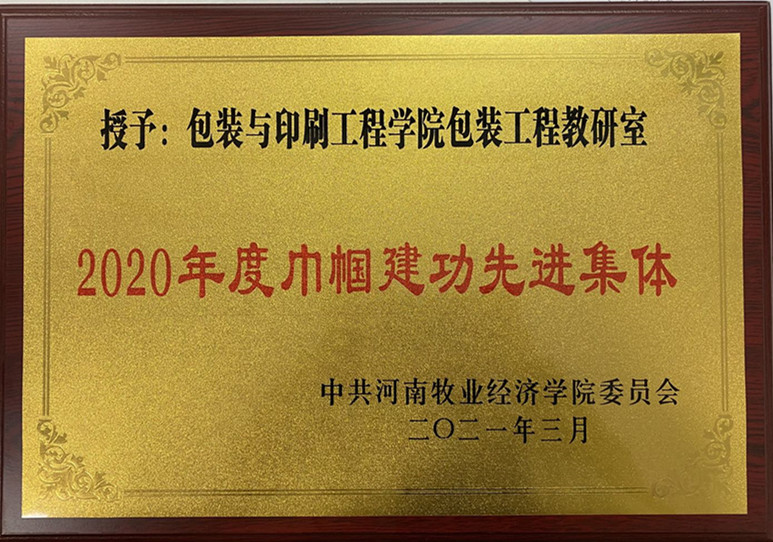 授予：包装与印刷工程学院包装工程教研室
2020年度巾帼建功先进集体
中共河南牧业经济学院委员会
二〇二一年三月